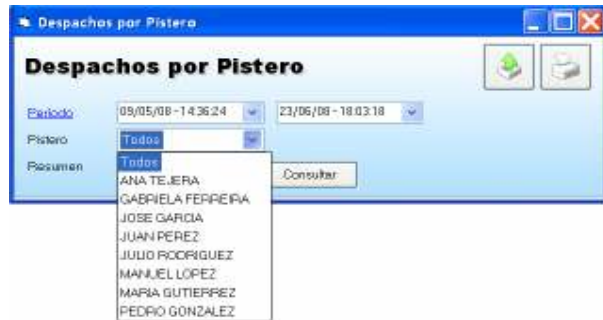 Despachos por Pistero
Despachos por Pistero
Periodo 09/05/08 - 14:36:24 23/06/08 - 18:03:18
Pistero Todos
Resumen Todos
Consultar
ANA TEJERA
GABRIELA FERREIRA
JOSE GARCIA
JUAN PEREZ
JULIO RODRIGUEZ
MANUEL LOPEZ
MARIA GUTIERREZ
PEDRO GONZALEZ